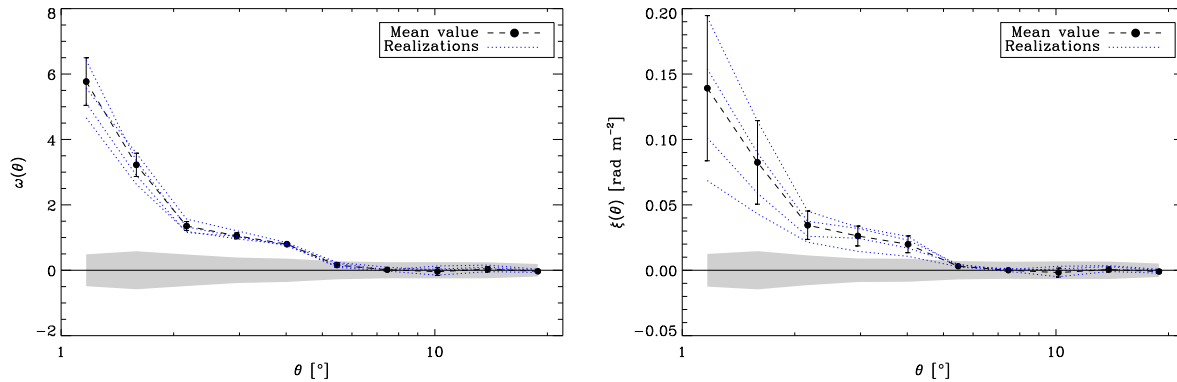 8
6
4
2
0
−2
ω(θ)
Mean value
Realizations
1
10
θ [°]
0.20
0.15
0.10
0.05
0.00
−0.05
ξ(θ) [rad m⁻²]
Mean value
Realizations
1
10
θ [°]